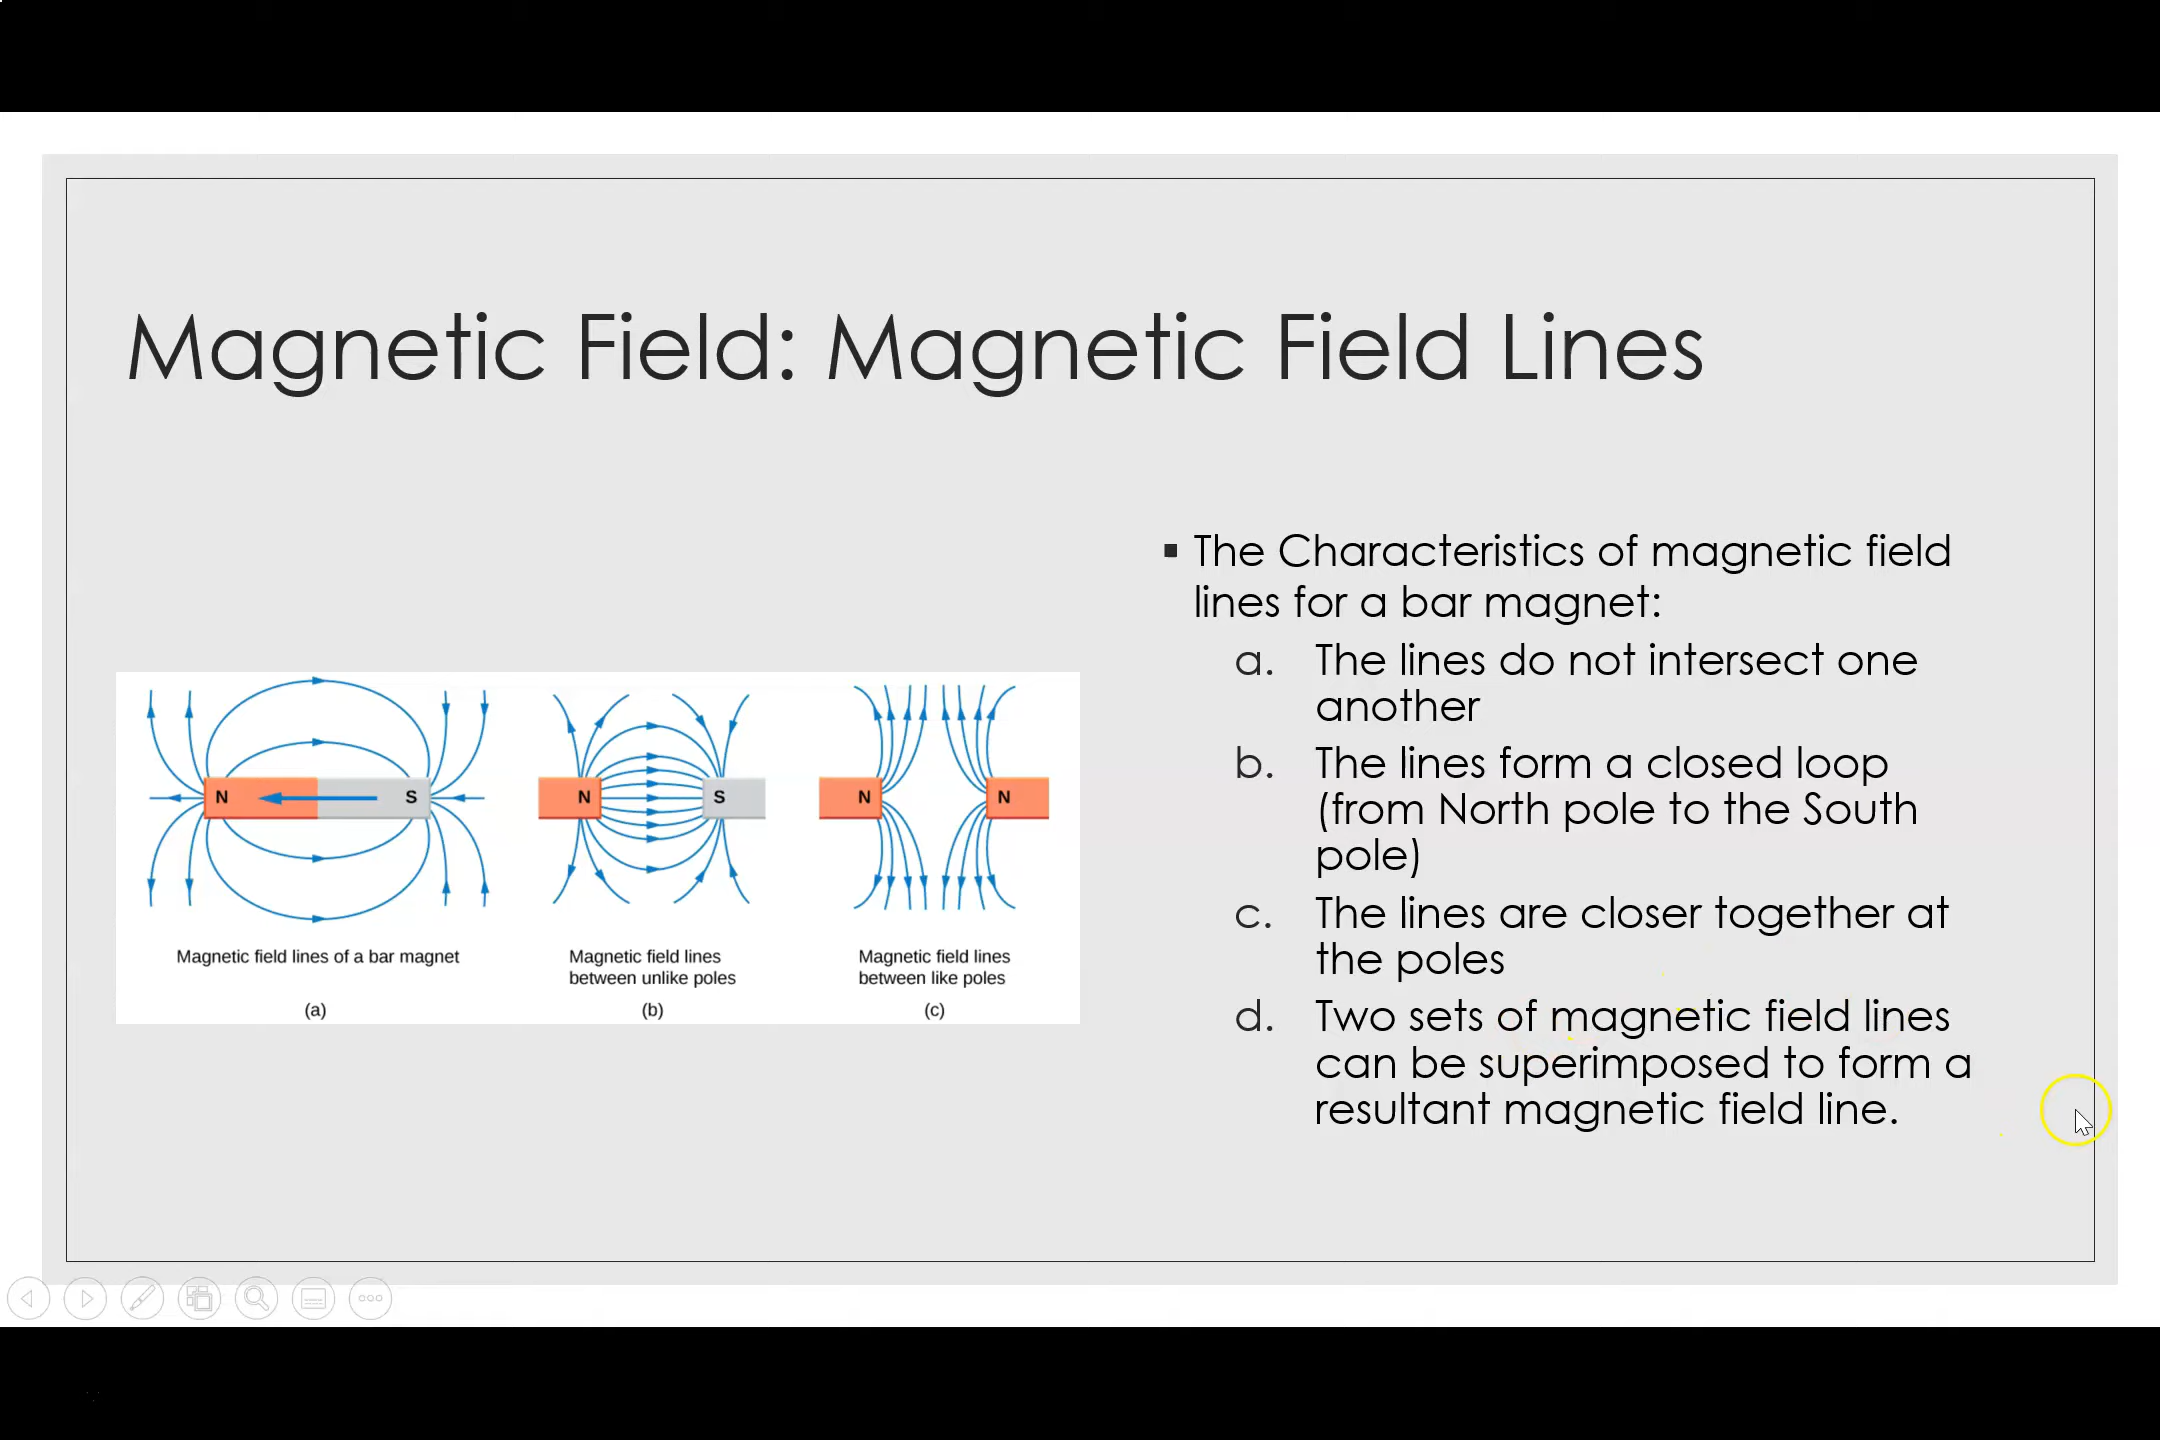 Magnetic Field: Magnetic Field Lines
N
S
N
S
N
N
Magnetic field lines of a bar magnet
(a)
Magnetic field lines
between unlike poles
(b)
Magnetic field lines
between like poles
(c)
▪ The Characteristics of magnetic field
lines for a bar magnet:
a. The lines do not intersect one
another
b. The lines form a closed loop
(from North pole to the South
pole)
c. The lines are closer together at
the poles
d. Two sets of magnetic field lines
can be superimposed to form a
resultant magnetic field line.